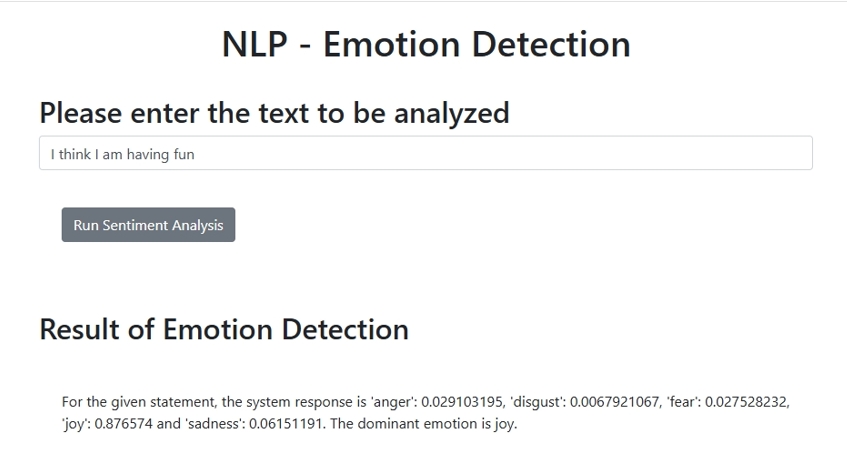 NLP - Emotion Detection
Please enter the text to be analyzed
I think I am having fun
Run Sentiment Analysis
Result of Emotion Detection
For the given statement, the system response is 'anger': 0.029103195, 'disgust': 0.0067921067, 'fear': 0.027528232,
'joy': 0.876574 and 'sadness': 0.06151191. The dominant emotion is joy.